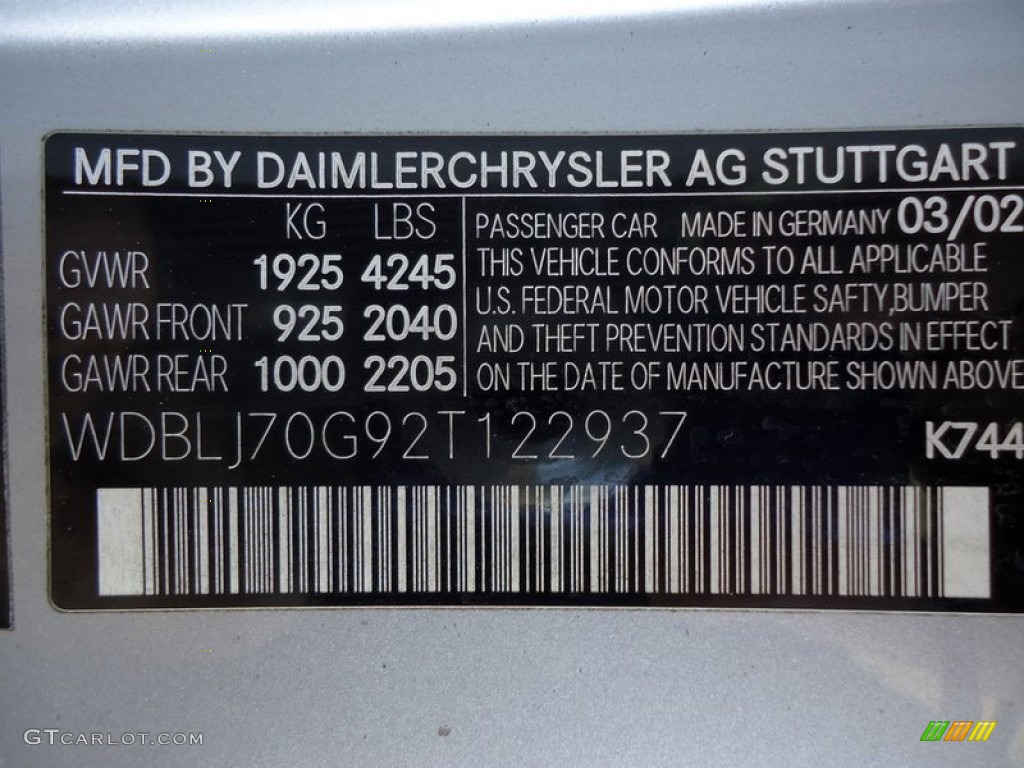 MFD BY DAIMLERCHRYSLER AG STUTTGART
KG LBS
GVWR 1925 4245
GAWR FRONT 925 2040
GAWR REAR 1000 2205
PASSENGER CAR MADE IN GERMANY 03/02
THIS VEHICLE CONFORMS TO ALL APPLICABLE
U.S. FEDERAL MOTOR VEHICLE SAFTY,BUMPER
AND THEFT PREVENTION STANDARDS IN EFFECT
ON THE DATE OF MANUFACTURE SHOWN ABOVE
WDBLJ70G92T122937
K744
GTCARLOT.COM